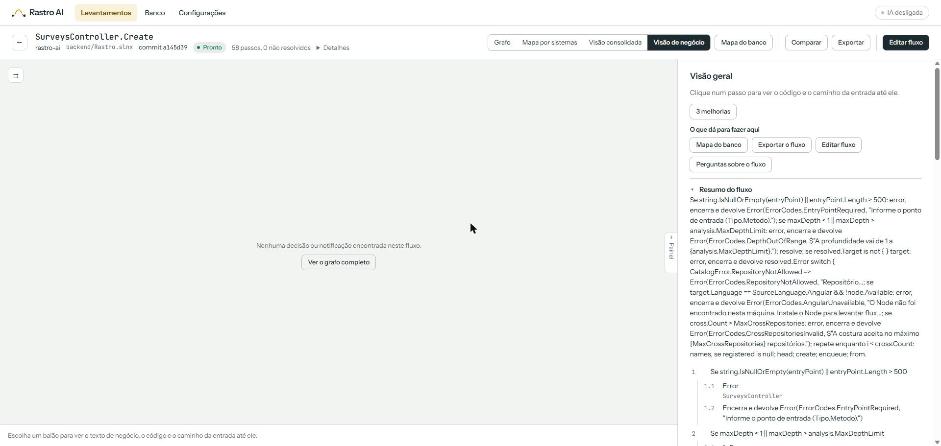 Rastro AI
Levantamentos
Banco
Configurações
IA desligada
←
SurveysController.Create
rastro-ai backend/Rastro.slnx commit a148d39 Pronto 58 passos, 0 não resolvidos ▶ Detalhes
Grafo
Mapa por sistemas
Visão consolidada
Visão de negócio
Mapa do banco
Comparar
Exportar
Editar fluxo
Nenhuma decisão ou notificação encontrada neste fluxo.
Ver o grafo completo
Painel
Escolha um balão para ver o texto de negócio, o código e o caminho da entrada até ele.
Visão geral
Clique num passo para ver o código e o caminho da entrada até ele.
3 melhorias
O que dá para fazer aqui
Mapa do banco
Exportar o fluxo
Editar fluxo
Perguntas sobre o fluxo
Resumo do fluxo
Se string.IsNullOrEmpty(entryPoint) || entryPoint.Length > 500: error,
encerra e devolve Error(ErrorCodes.EntryPointRequired, "Informe o ponto
de entrada (Tipo.Metodo)."); se maxDepth < 1 || maxDepth >
analysis.MaxDepthLimit: error, encerra e devolve
Error(ErrorCodes.DepthOutOfRange, $"A profundidade vai de 1 a
{analysis.MaxDepthLimit}."); resolve; se resolved.Target is not { } target:
error, encerra e devolve resolved.Error switch {
CatalogError.RepositoryNotAllowed =>
Error(ErrorCodes.RepositoryNotAllowed, "Repositório…; se
target.Language == SourceLanguage.Angular && !node.Available: error,
encerra e devolve Error(ErrorCodes.AngularUnavailable, "O Node não foi
encontrado nesta máquina. Instale o Node para levantar flux…; se
cross.Count > MaxCrossRepositories: error, encerra e devolve
Error(ErrorCodes.CrossRepositoriesInvalid, $"A costura aceita no máximo
{MaxCrossRepositories} repositórios."); repete enquanto i < cross.Count:
names, se registered is null; head; create; enqueue; from.
1 Se string.IsNullOrEmpty(entryPoint) || entryPoint.Length > 500
1.1 Error
SurveysController
1.2 Encerra e devolve Error(ErrorCodes.EntryPointRequired,
"Informe o ponto de entrada (Tipo.Metodo).")
2 Se maxDepth < 1 || maxDepth > analysis.MaxDepthLimit